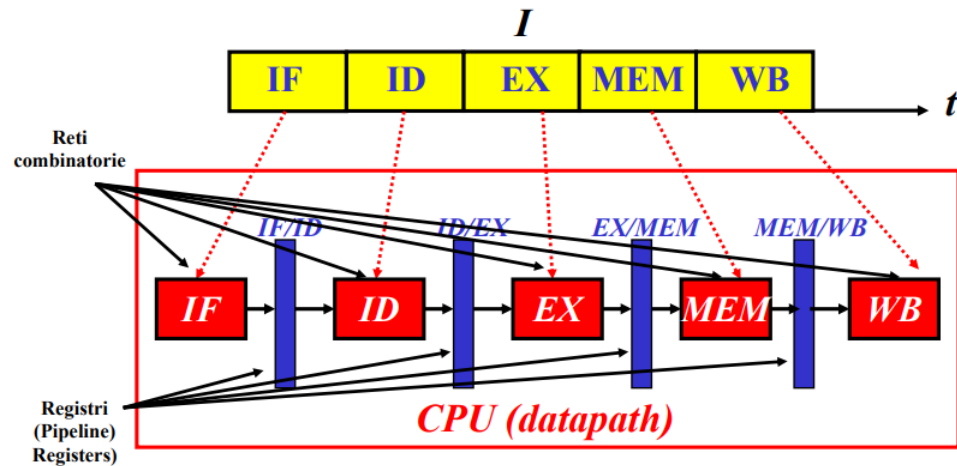 I
IF ID EX MEM WB
t
Reti
combinatorie
IF/ID ID/EX EX/MEM MEM/WB
IF ID EX MEM WB
Registri
(Pipeline)
Registers)
CPU (datapath)